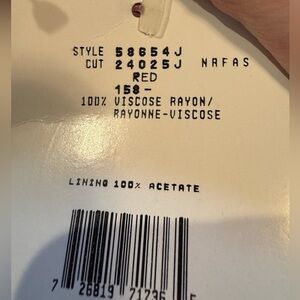 STYLE 58654J
CUT 24025J NAFAS
RED
158-
100% VISCOSE RAYON/
RAYONNE-VISCOSE
LINING 100% ACETATE
7 26819 71736 5